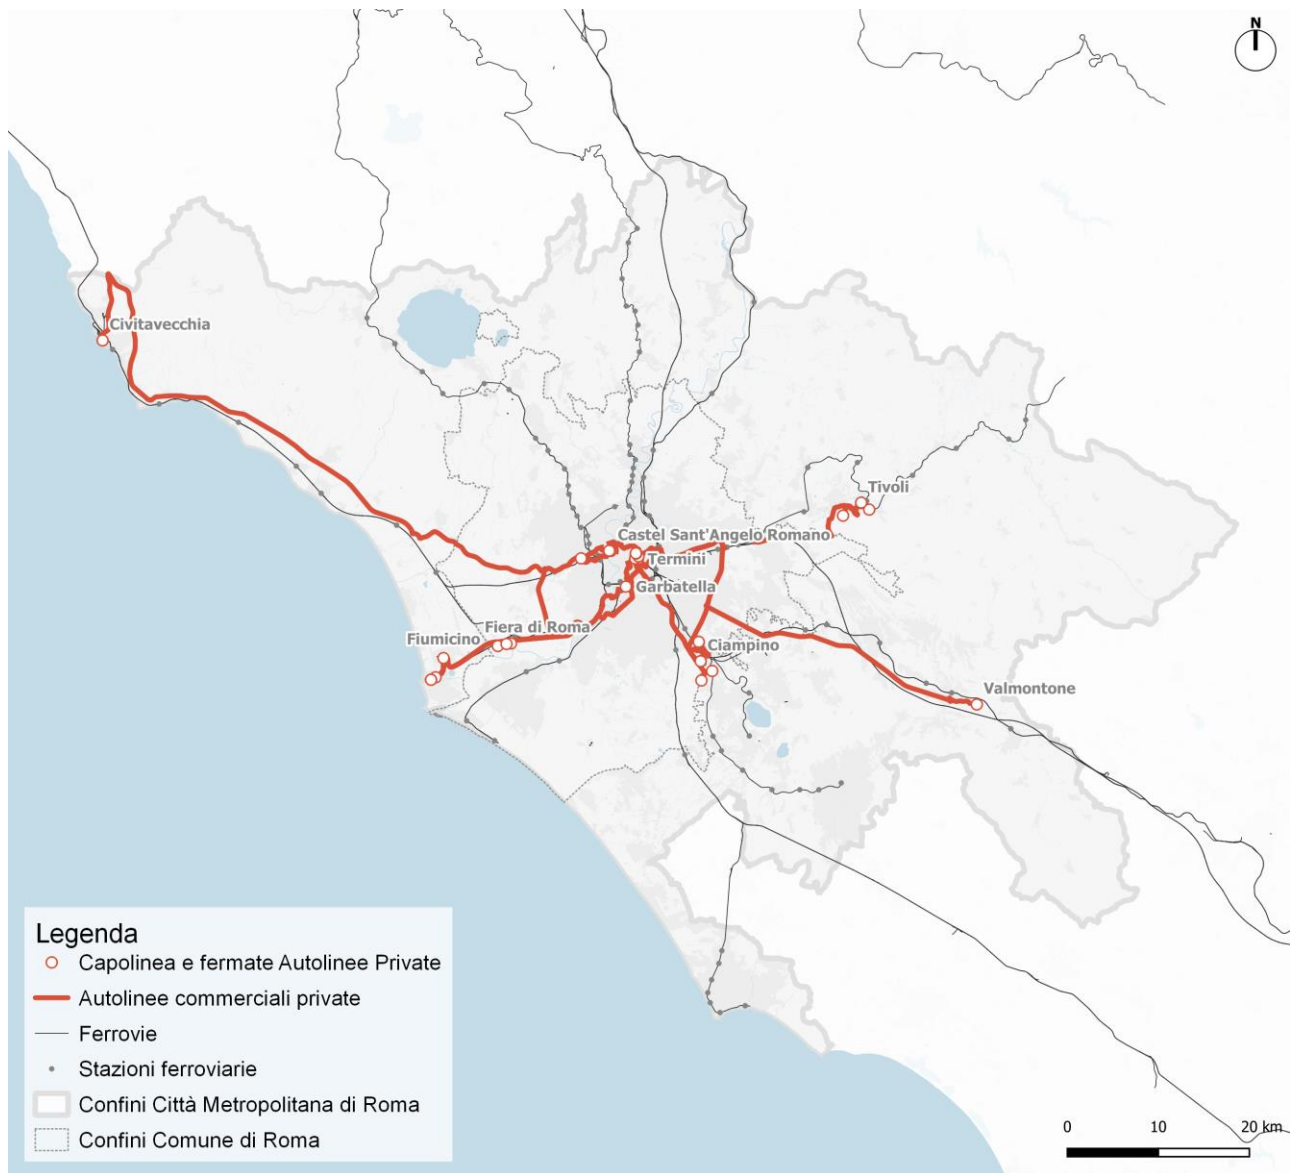 N
Civitavecchia
Tivoli
Castel Sant'Angelo Romano
Termini
Garbatella
Fiera di Roma
Fiumicino
Ciampino
Valmontone
Legenda
Capolinea e fermate Autolinee Private
Autolinee commerciali private
Ferrovie
Stazioni ferroviarie
Confini Città Metropolitana di Roma
Confini Comune di Roma
0 10 20 km